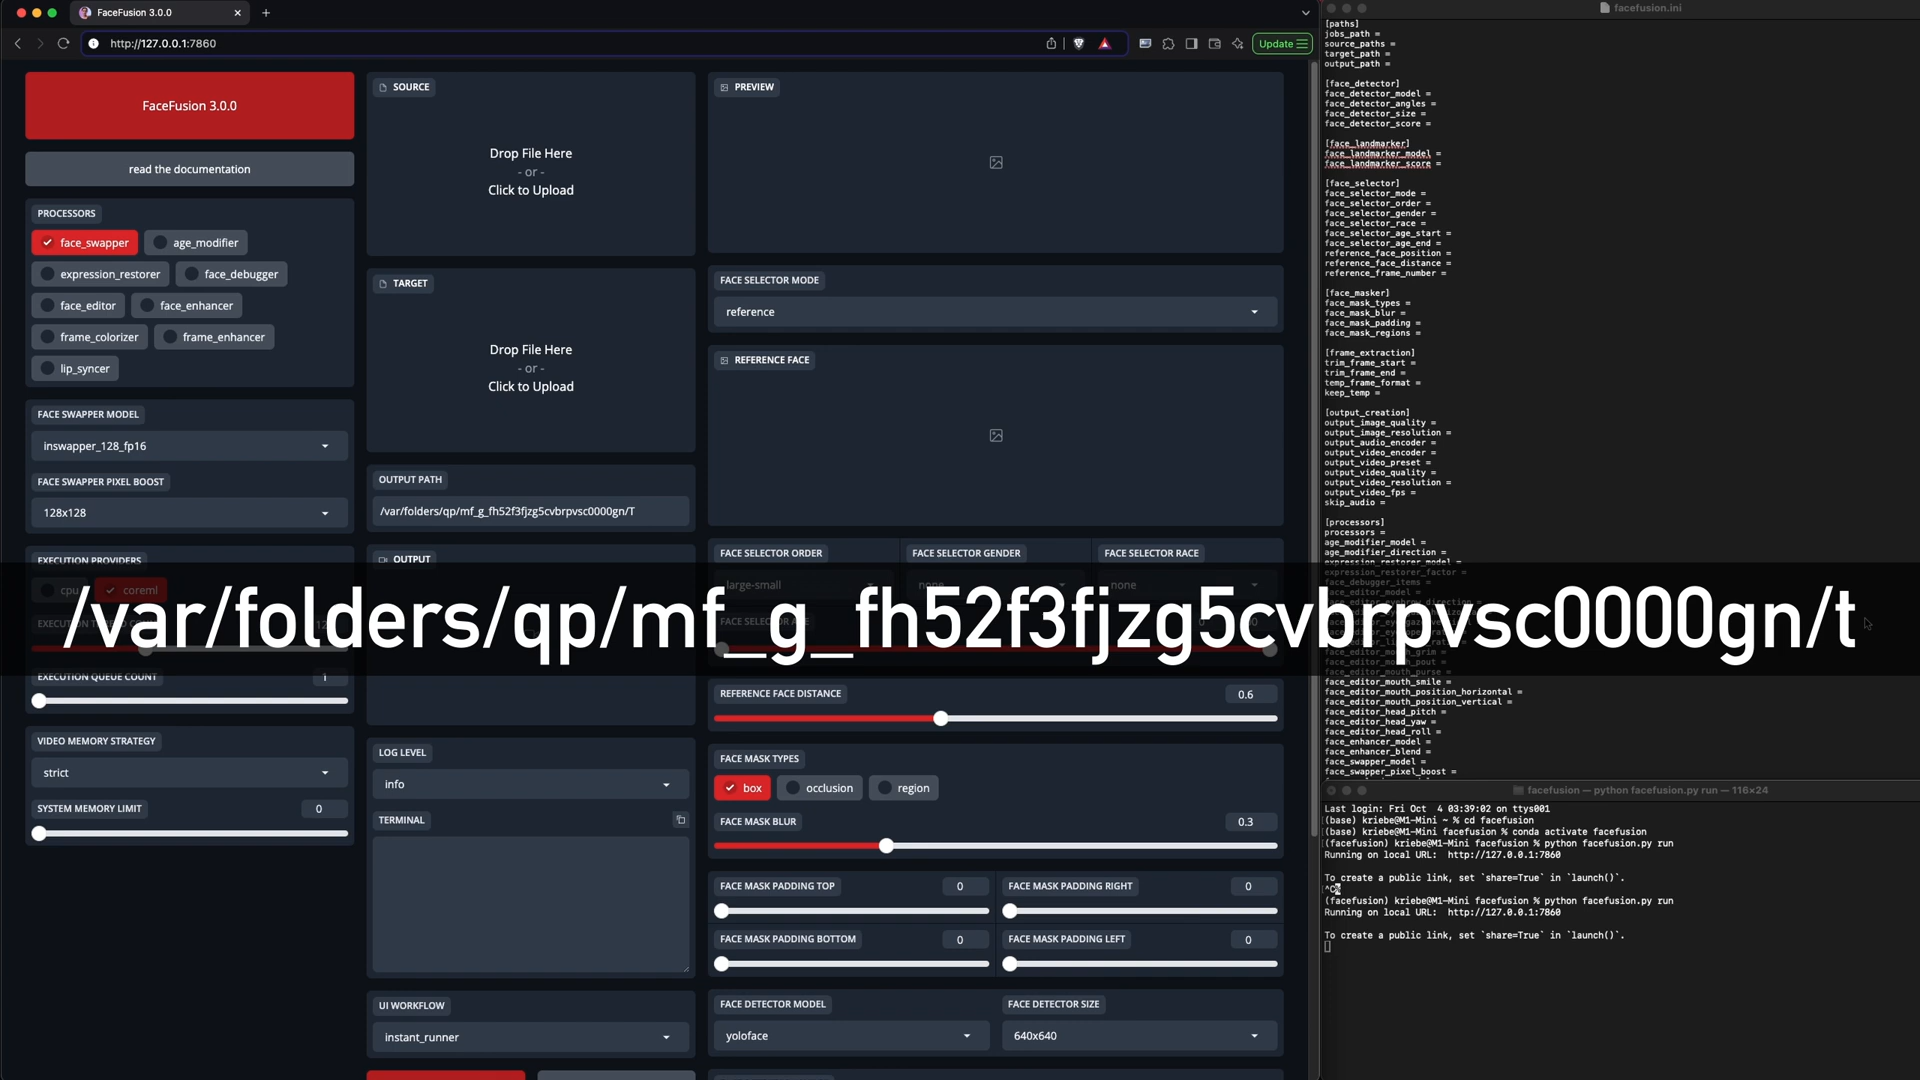 FaceFusion 3.0.0
http://127.0.0.1:7860
Update
FaceFusion 3.0.0
read the documentation
PROCESSORS
face_swapper
age_modifier
expression_restorer
face_debugger
face_editor
face_enhancer
frame_colorizer
frame_enhancer
lip_syncer
FACE SWAPPER MODEL
inswapper_128_fp16
FACE SWAPPER PIXEL BOOST
128x128
EXECUTION PROVIDERS
cpu
coreml
EXECUTION QUEUE COUNT
1
VIDEO MEMORY STRATEGY
strict
SYSTEM MEMORY LIMIT
0
SOURCE
Drop File Here
- or -
Click to Upload
TARGET
Drop File Here
- or -
Click to Upload
OUTPUT PATH
/var/folders/qp/mf_g_fh52f3fjzg5cvbrpvsc0000gn/T
OUTPUT
LOG LEVEL
info
TERMINAL
UI WORKFLOW
instant_runner
PREVIEW
FACE SELECTOR MODE
reference
REFERENCE FACE
FACE SELECTOR ORDER
FACE SELECTOR GENDER
FACE SELECTOR RACE
large-small
none
none
/var/folders/qp/mf_g_fh52f3fjzg5cvbrpvsc0000gn/t
REFERENCE FACE DISTANCE
0.6
FACE MASK TYPES
box
occlusion
region
FACE MASK BLUR
0.3
FACE MASK PADDING TOP
0
FACE MASK PADDING RIGHT
0
FACE MASK PADDING BOTTOM
0
FACE MASK PADDING LEFT
0
FACE DETECTOR MODEL
FACE DETECTOR SIZE
yoloface
640x640
facefusion.ini
[paths]
jobs_path =
source_paths =
target_path =
output_path =
[face_detector]
face_detector_model =
face_detector_angles =
face_detector_size =
face_detector_score =
[face_landmarker]
face_landmarker_model =
face_landmarker_score =
[face_selector]
face_selector_mode =
face_selector_order =
face_selector_gender =
face_selector_race =
face_selector_age_start =
face_selector_age_end =
reference_face_position =
reference_face_distance =
reference_frame_number =
[face_masker]
face_mask_types =
face_mask_blur =
face_mask_padding =
face_mask_regions =
[frame_extraction]
trim_frame_start =
trim_frame_end =
temp_frame_format =
keep_temp =
[output_creation]
output_image_quality =
output_image_resolution =
output_audio_encoder =
output_video_encoder =
output_video_preset =
output_video_quality =
output_video_resolution =
output_video_fps =
skip_audio =
[processors]
processors =
age_modifier_model =
age_modifier_direction =
expression_restorer_model =
expression_restorer_factor =
face_debugger_items =
face_editor_model =
face_editor_mouth_smile =
face_editor_mouth_position_horizontal =
face_editor_mouth_position_vertical =
face_editor_head_pitch =
face_editor_head_yaw =
face_editor_head_roll =
face_enhancer_model =
face_enhancer_blend =
face_swapper_model =
face_swapper_pixel_boost =
facefusion — python facefusion.py run — 116×24
Last login: Fri Oct  4 03:39:02 on ttys001
(base) kriebe@M1-Mini ~ % cd facefusion
(base) kriebe@M1-Mini facefusion % conda activate facefusion
(facefusion) kriebe@M1-Mini facefusion % python facefusion.py run
Running on local URL:  http://127.0.0.1:7860
To create a public link, set `share=True` in `launch()`.
(facefusion) kriebe@M1-Mini facefusion % python facefusion.py run
Running on local URL:  http://127.0.0.1:7860
To create a public link, set `share=True` in `launch()`.